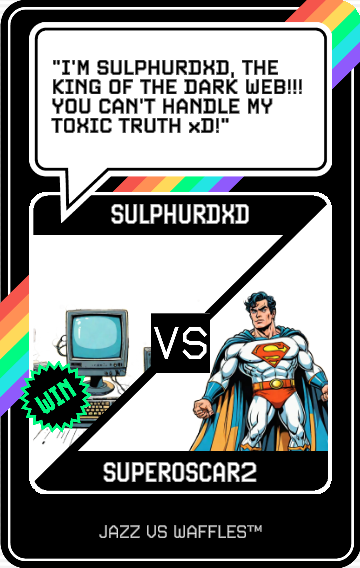 "I'M SULPHURDXD, THE
KING OF THE DARK WEB!!!
YOU CAN'T HANDLE MY
TOXIC TRUTH xD!"
SULPHURDXD
VS
WIN
S
SUPEROSCAR2
JAZZ VS WAFFLES™